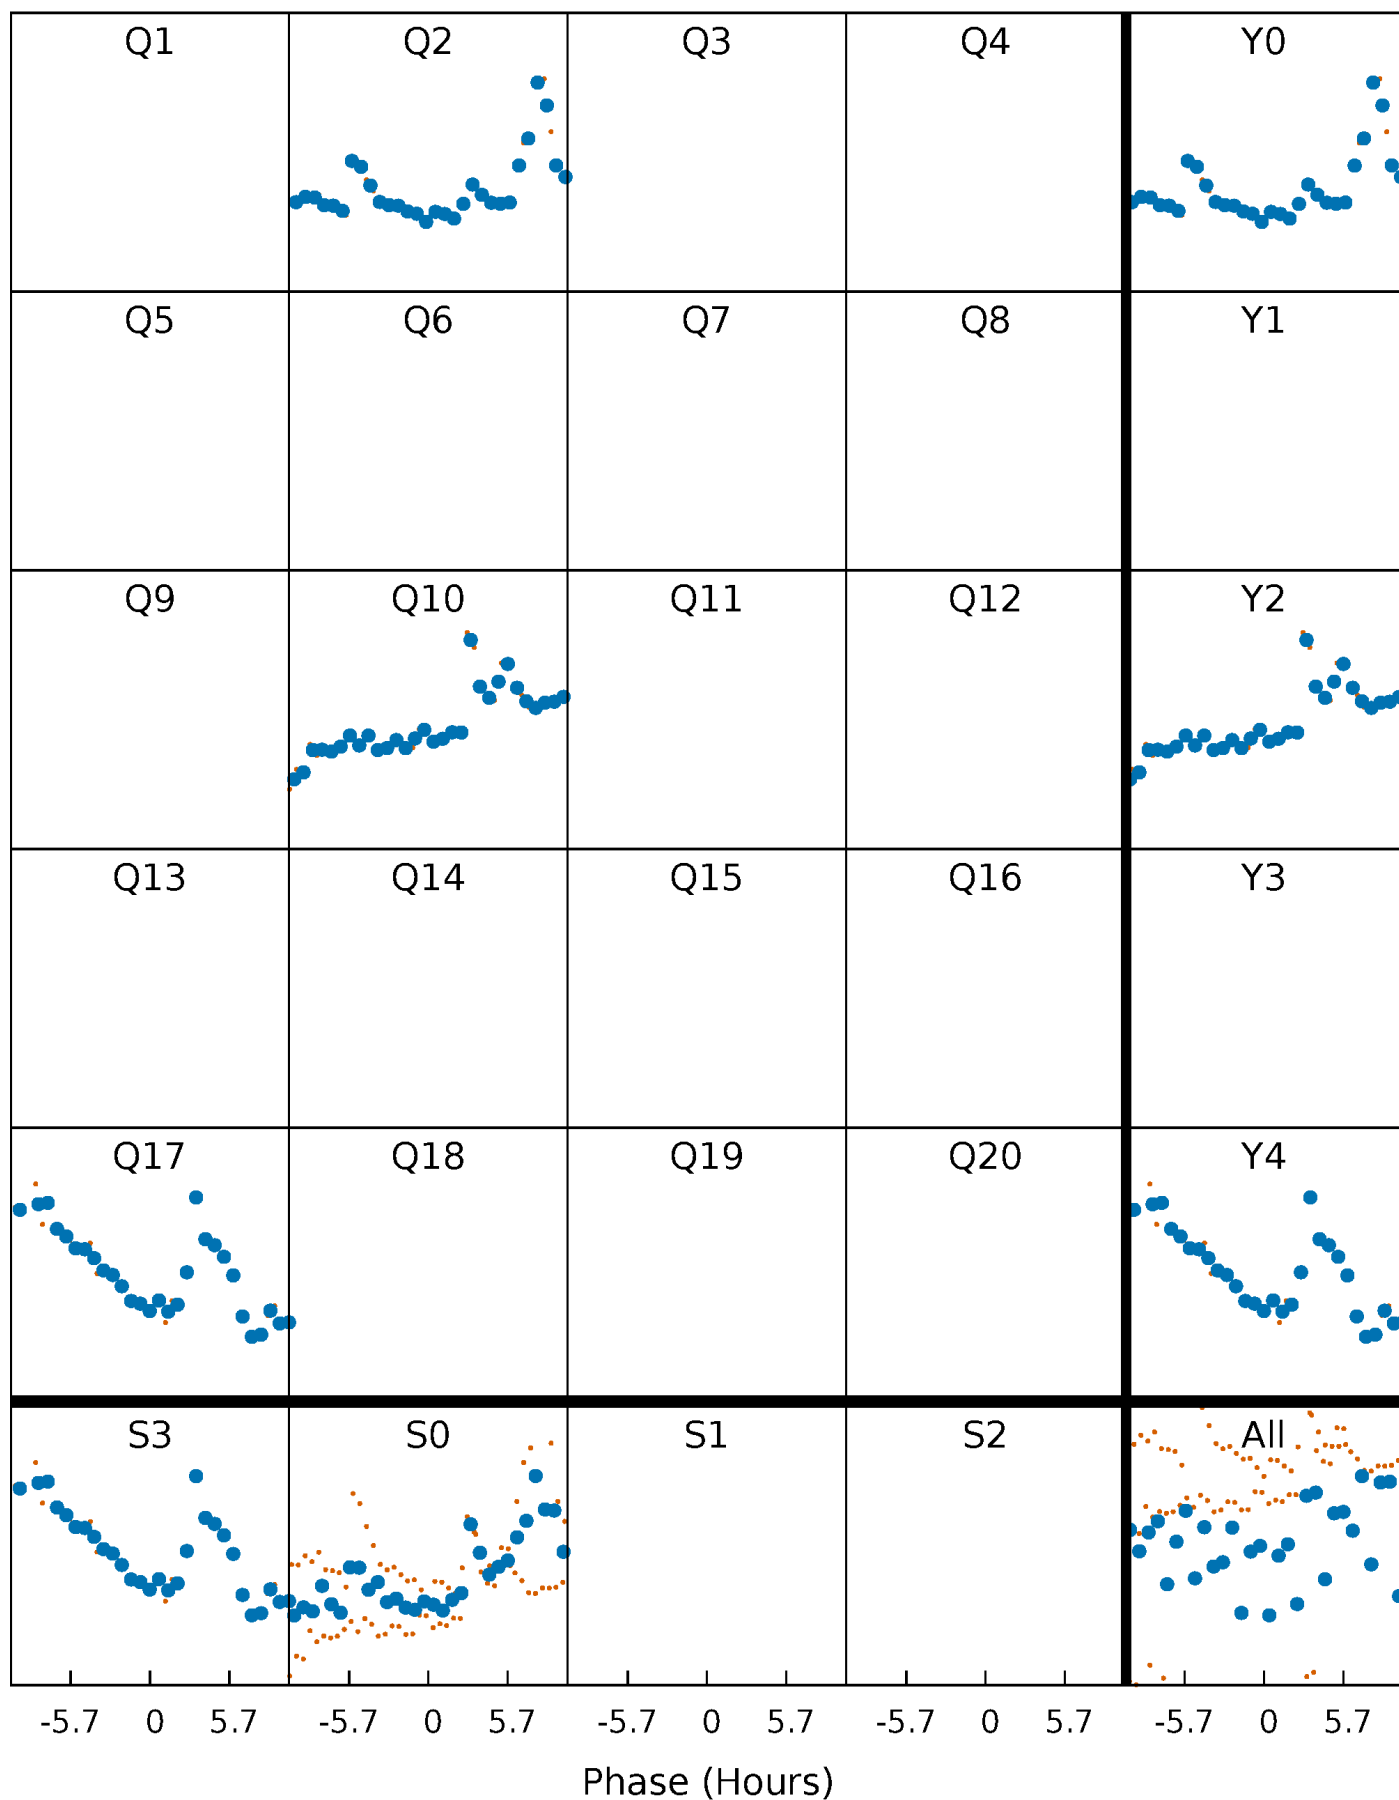 Q1 Q2 Q3 Q4 Y0
Q5 Q6 Q7 Q8 Y1
Q9 Q10 Q11 Q12 Y2
Q13 Q14 Q15 Q16 Y3
Q17 Q18 Q19 Q20 Y4
S3 S0 S1 S2 All
-5.7 0 5.7 -5.7 0 5.7 -5.7 0 5.7 -5.7 0 5.7 -5.7 0 5.7
Phase (Hours)